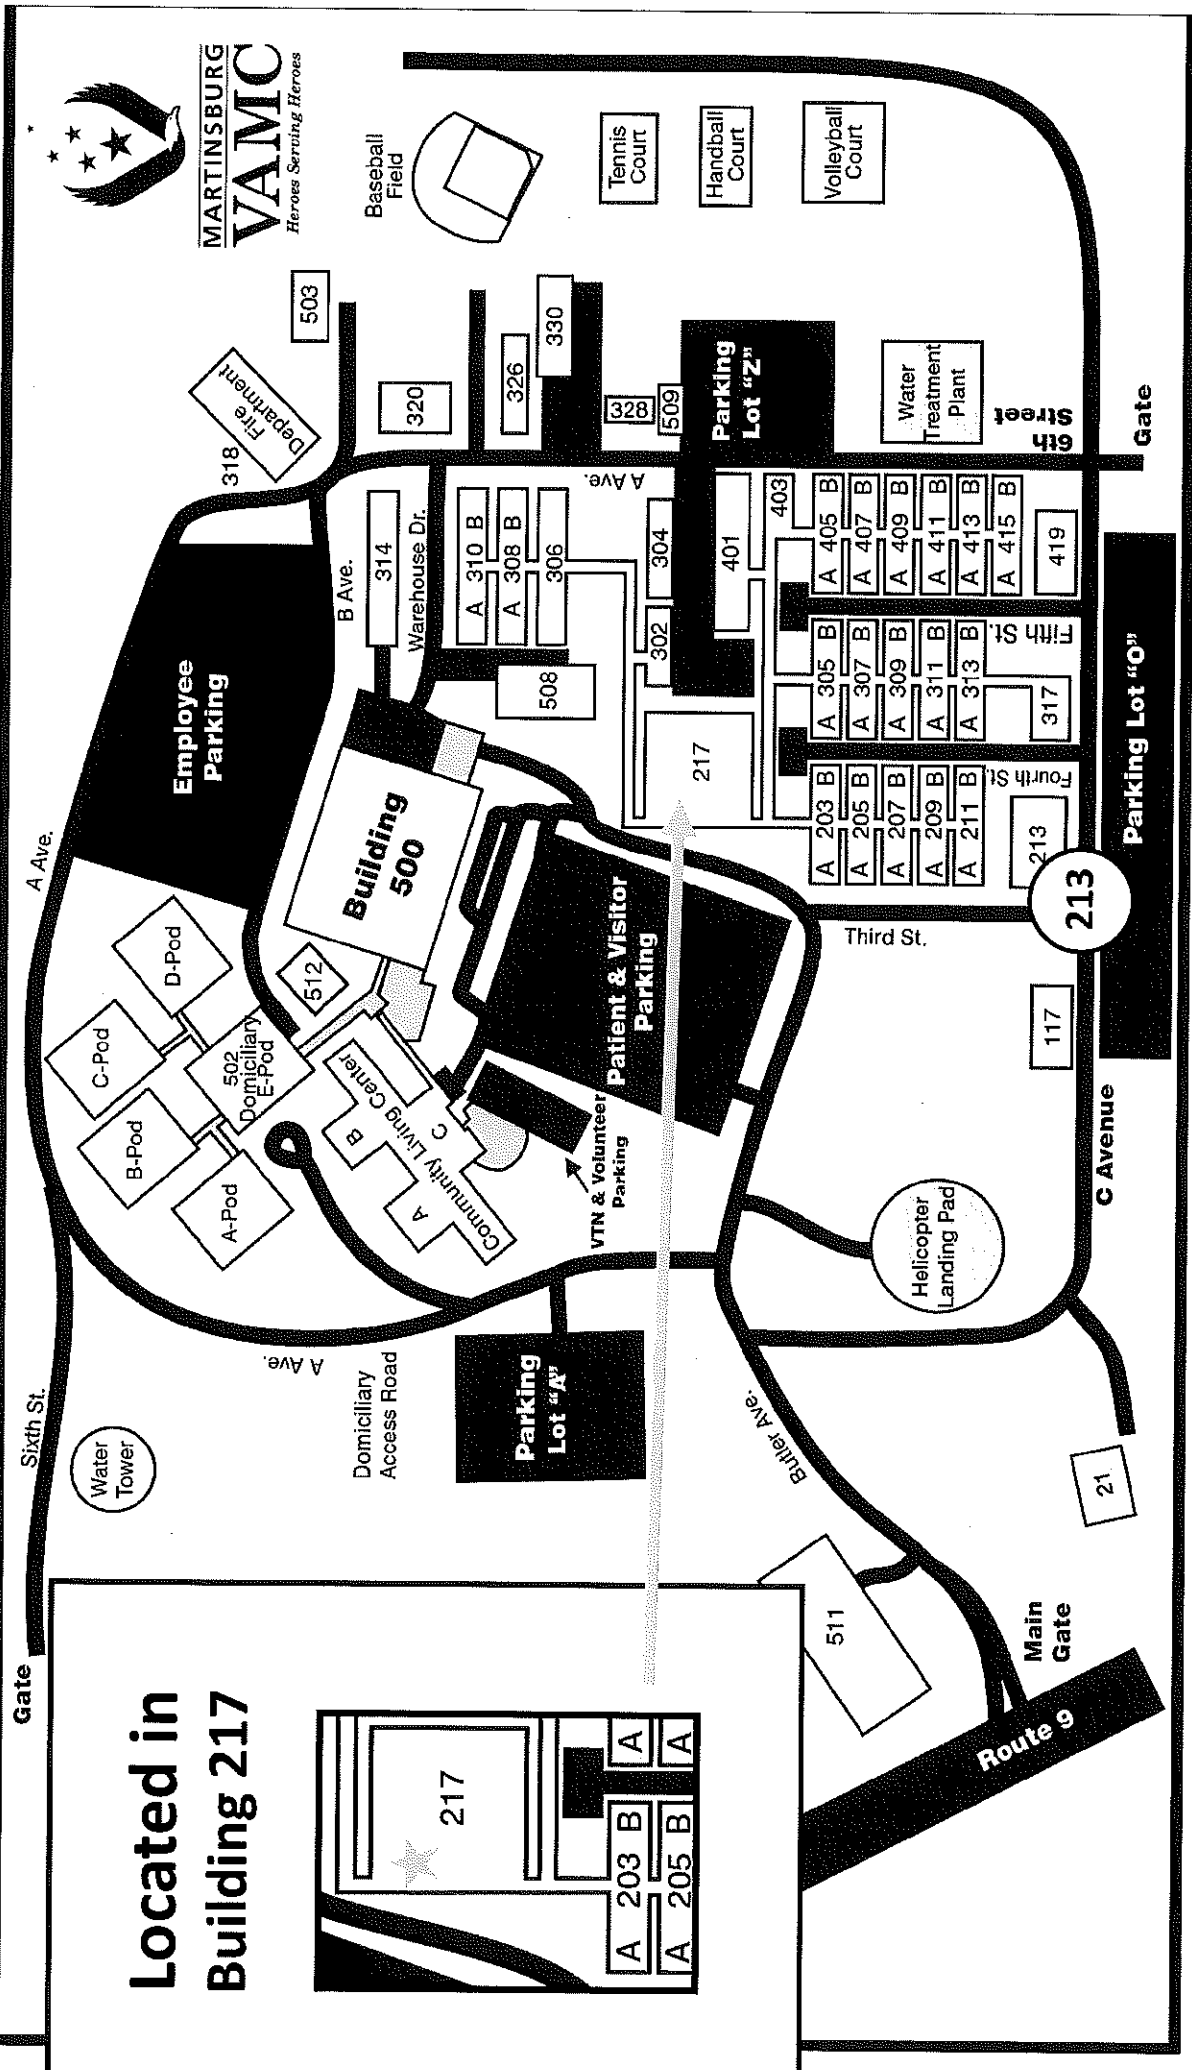 MARTINSBURG
VAMC
Heroes Serving Heroes
Gate
Sixth St.
Water
Tower
A Ave.
A Ave.
Domiciliary
Access Road
A-Pod
B-Pod
C-Pod
D-Pod
502
Domiciliary
E-Pod
512
Employee
Parking
Building
500
A
B
C
Community Living Center
VTN & Volunteer
Parking
Patient & Visitor
Parking
Parking
Lot "A"
318
Fire
Department
503
B Ave.
314
Warehouse Dr.
320
326
330
328
509
A 310 B
A 308 B
306
508
A Ave.
304
302
217
401
403
Parking
Lot "Z"
Baseball
Field
Tennis
Court
Handball
Court
Volleyball
Court
Water
Treatment
Plant
6th
Street
Gate
A 203 B
A 205 B
A 207 B
A 209 B
A 211 B
213
Fourth St.
A 305 B
A 307 B
A 309 B
A 311 B
A 313 B
317
Fifth St.
A 405 B
A 407 B
A 409 B
A 411 B
A 413 B
A 415 B
419
213
Third St.
117
Parking Lot "O"
C Avenue
Helicopter
Landing Pad
Butler Ave.
21
511
Main
Gate
Route 9
Located in
Building 217
217
A 203 B
A
A 205 B
A